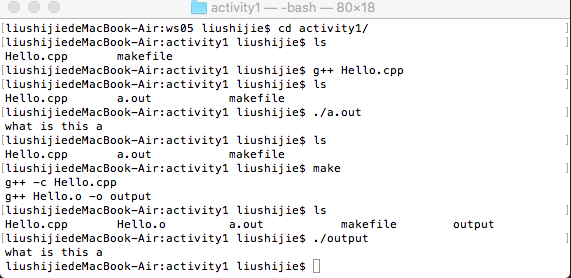 activity1 — -bash — 80×18
[liushijiedeMacBook-Air:ws05 liushijie$ cd activity1/ ]
[liushijiedeMacBook-Air:activity1 liushijie$ ls ]
Hello.cpp makefile
[liushijiedeMacBook-Air:activity1 liushijie$ g++ Hello.cpp ]
[liushijiedeMacBook-Air:activity1 liushijie$ ls ]
Hello.cpp a.out makefile
[liushijiedeMacBook-Air:activity1 liushijie$ ./a.out ]
what is this a
[liushijiedeMacBook-Air:activity1 liushijie$ ls ]
Hello.cpp a.out makefile
[liushijiedeMacBook-Air:activity1 liushijie$ make ]
g++ -c Hello.cpp
g++ Hello.o -o output
[liushijiedeMacBook-Air:activity1 liushijie$ ls ]
Hello.cpp Hello.o a.out makefile output
[liushijiedeMacBook-Air:activity1 liushijie$ ./output ]
what is this a
liushijiedeMacBook-Air:activity1 liushijie$